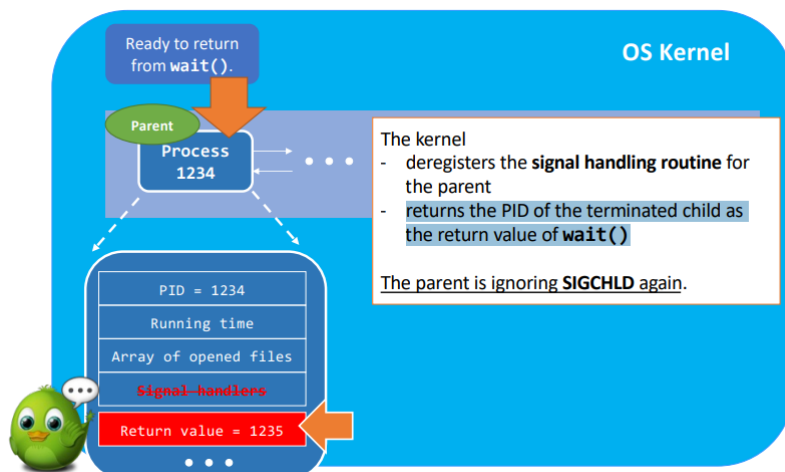 Ready to return
from wait().
OS Kernel
Parent
Process
1234
The kernel
- deregisters the signal handling routine for
the parent
- returns the PID of the terminated child as
the return value of wait()
The parent is ignoring SIGCHLD again.
PID = 1234
Running time
Array of opened files
Signal handlers
Return value = 1235